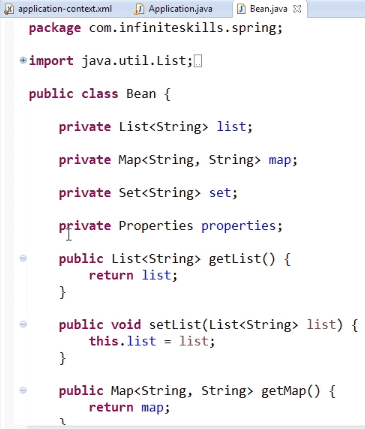 application-context.xml Application.java Bean.java
package com.infiniteskills.spring;
import java.util.List;
public class Bean {
private List<String> list;
private Map<String, String> map;
private Set<String> set;
private Properties properties;
public List<String> getList() {
return list;
}
public void setList(List<String> list) {
this.list = list;
}
public Map<String, String> getMap() {
return map;
}